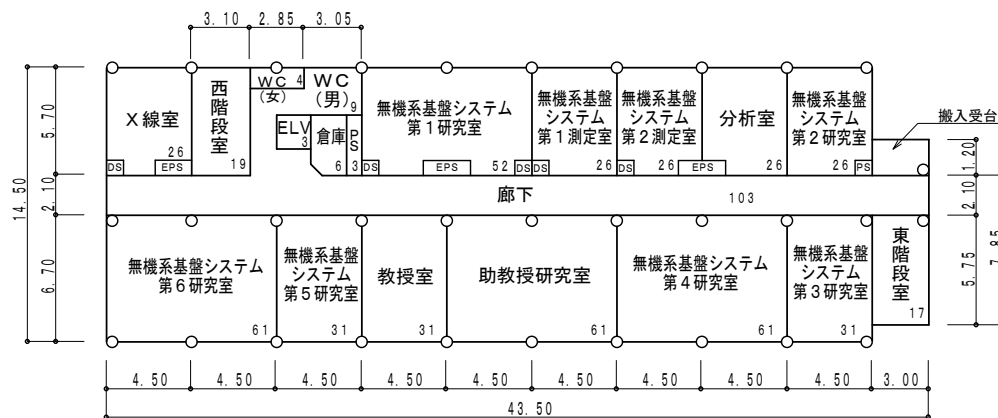 3.10 2.85 3.05
14.50
5.70
2.10
6.70
X線室
26
DS
EPS
西階段室
19
WC
(女)
4
WC
(男)
9
ELV
3
倉庫
6
PS
3
無機系基盤システム
第1研究室
52
DS
EPS
DS
無機系基盤
システム
第1測定室
26
DS
無機系基盤
システム
第2測定室
26
DS
EPS
分析室
26
無機系基盤
システム
第2研究室
26
PS
搬入受台
1.20
2.10
5.75
7.85
廊下
103
無機系基盤システム
第6研究室
61
無機系基盤
システム
第5研究室
31
教授室
31
助教授研究室
61
無機系基盤システム
第4研究室
61
無機系基盤
システム
第3研究室
31
東階段室
17
4.50 4.50 4.50 4.50 4.50 4.50 4.50 4.50 4.50 3.00
43.50